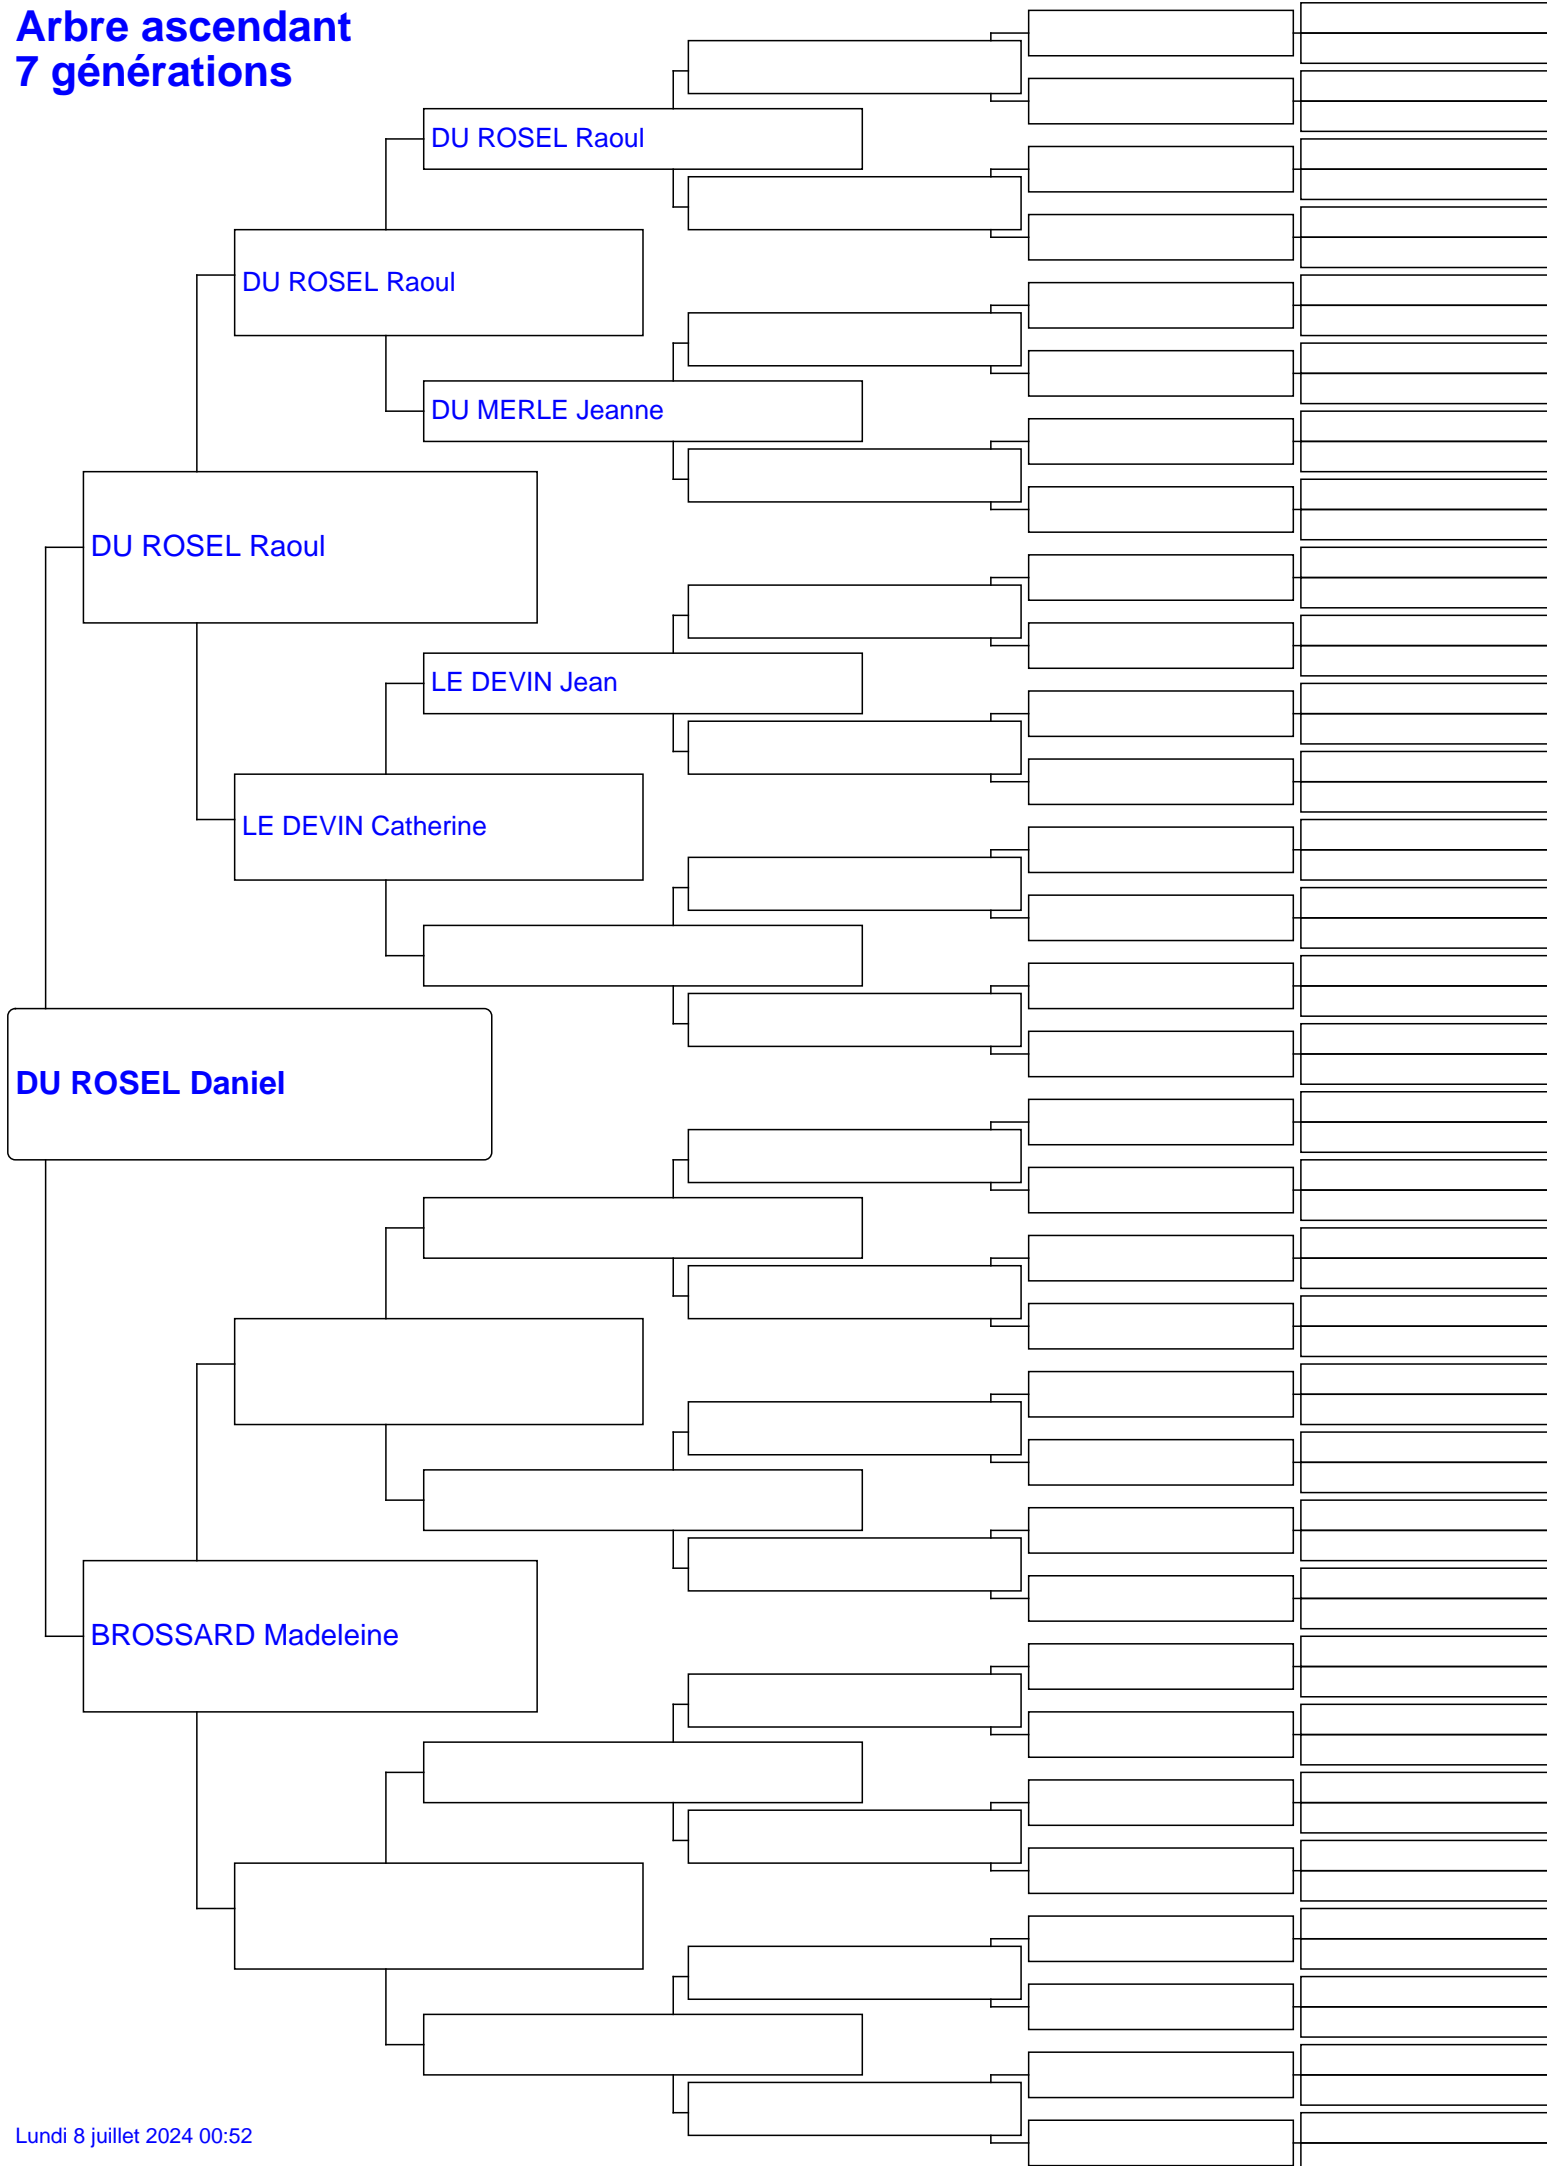 Arbre ascendant
7 générations
DU ROSEL Raoul
DU ROSEL Raoul
DU MERLE Jeanne
DU ROSEL Raoul
LE DEVIN Jean
LE DEVIN Catherine
DU ROSEL Daniel
BROSSARD Madeleine
Lundi 8 juillet 2024 00:52